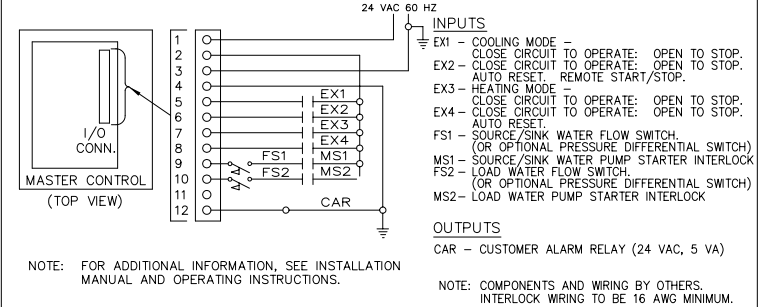 24 VAC 60 HZ
1
2
3
4
5
6
7
8
9
10
11
12
EX1
EX2
EX3
EX4
FS1 MS1
FS2 MS2
CAR
I/O
CONN.
MASTER CONTROL
(TOP VIEW)
NOTE: FOR ADDITIONAL INFORMATION, SEE INSTALLATION
MANUAL AND OPERATING INSTRUCTIONS.
INPUTS
EX1 – COOLING MODE –
CLOSE CIRCUIT TO OPERATE: OPEN TO STOP.
EX2 – CLOSE CIRCUIT TO OPERATE: OPEN TO STOP.
AUTO RESET. REMOTE START/STOP.
EX3 – HEATING MODE –
CLOSE CIRCUIT TO OPERATE: OPEN TO STOP.
EX4 – CLOSE CIRCUIT TO OPERATE: OPEN TO STOP.
AUTO RESET.
FS1 – SOURCE/SINK WATER FLOW SWITCH.
(OR OPTIONAL PRESSURE DIFFERENTIAL SWITCH)
MS1 – SOURCE/SINK WATER PUMP STARTER INTERLOCK
FS2 – LOAD WATER FLOW SWITCH.
(OR OPTIONAL PRESSURE DIFFERENTIAL SWITCH)
MS2– LOAD WATER PUMP STARTER INTERLOCK
OUTPUTS
CAR – CUSTOMER ALARM RELAY (24 VAC, 5 VA)
NOTE: COMPONENTS AND WIRING BY OTHERS.
INTERLOCK WIRING TO BE 16 AWG MINIMUM.